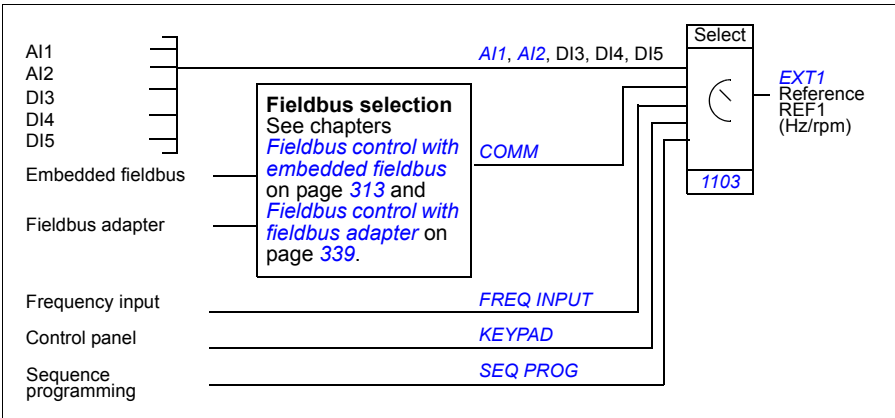 AI1
AI2
DI3
DI4
DI5
Embedded fieldbus
Fieldbus adapter
Frequency input
Control panel
Sequence
programming
Fieldbus selection
See chapters
Fieldbus control with
embedded fieldbus
on page 313 and
Fieldbus control with
fieldbus adapter on
page 339.
AI1, AI2, DI3, DI4, DI5
COMM
FREQ INPUT
KEYPAD
SEQ PROG
Select
1103
EXT1
Reference
REF1
(Hz/rpm)